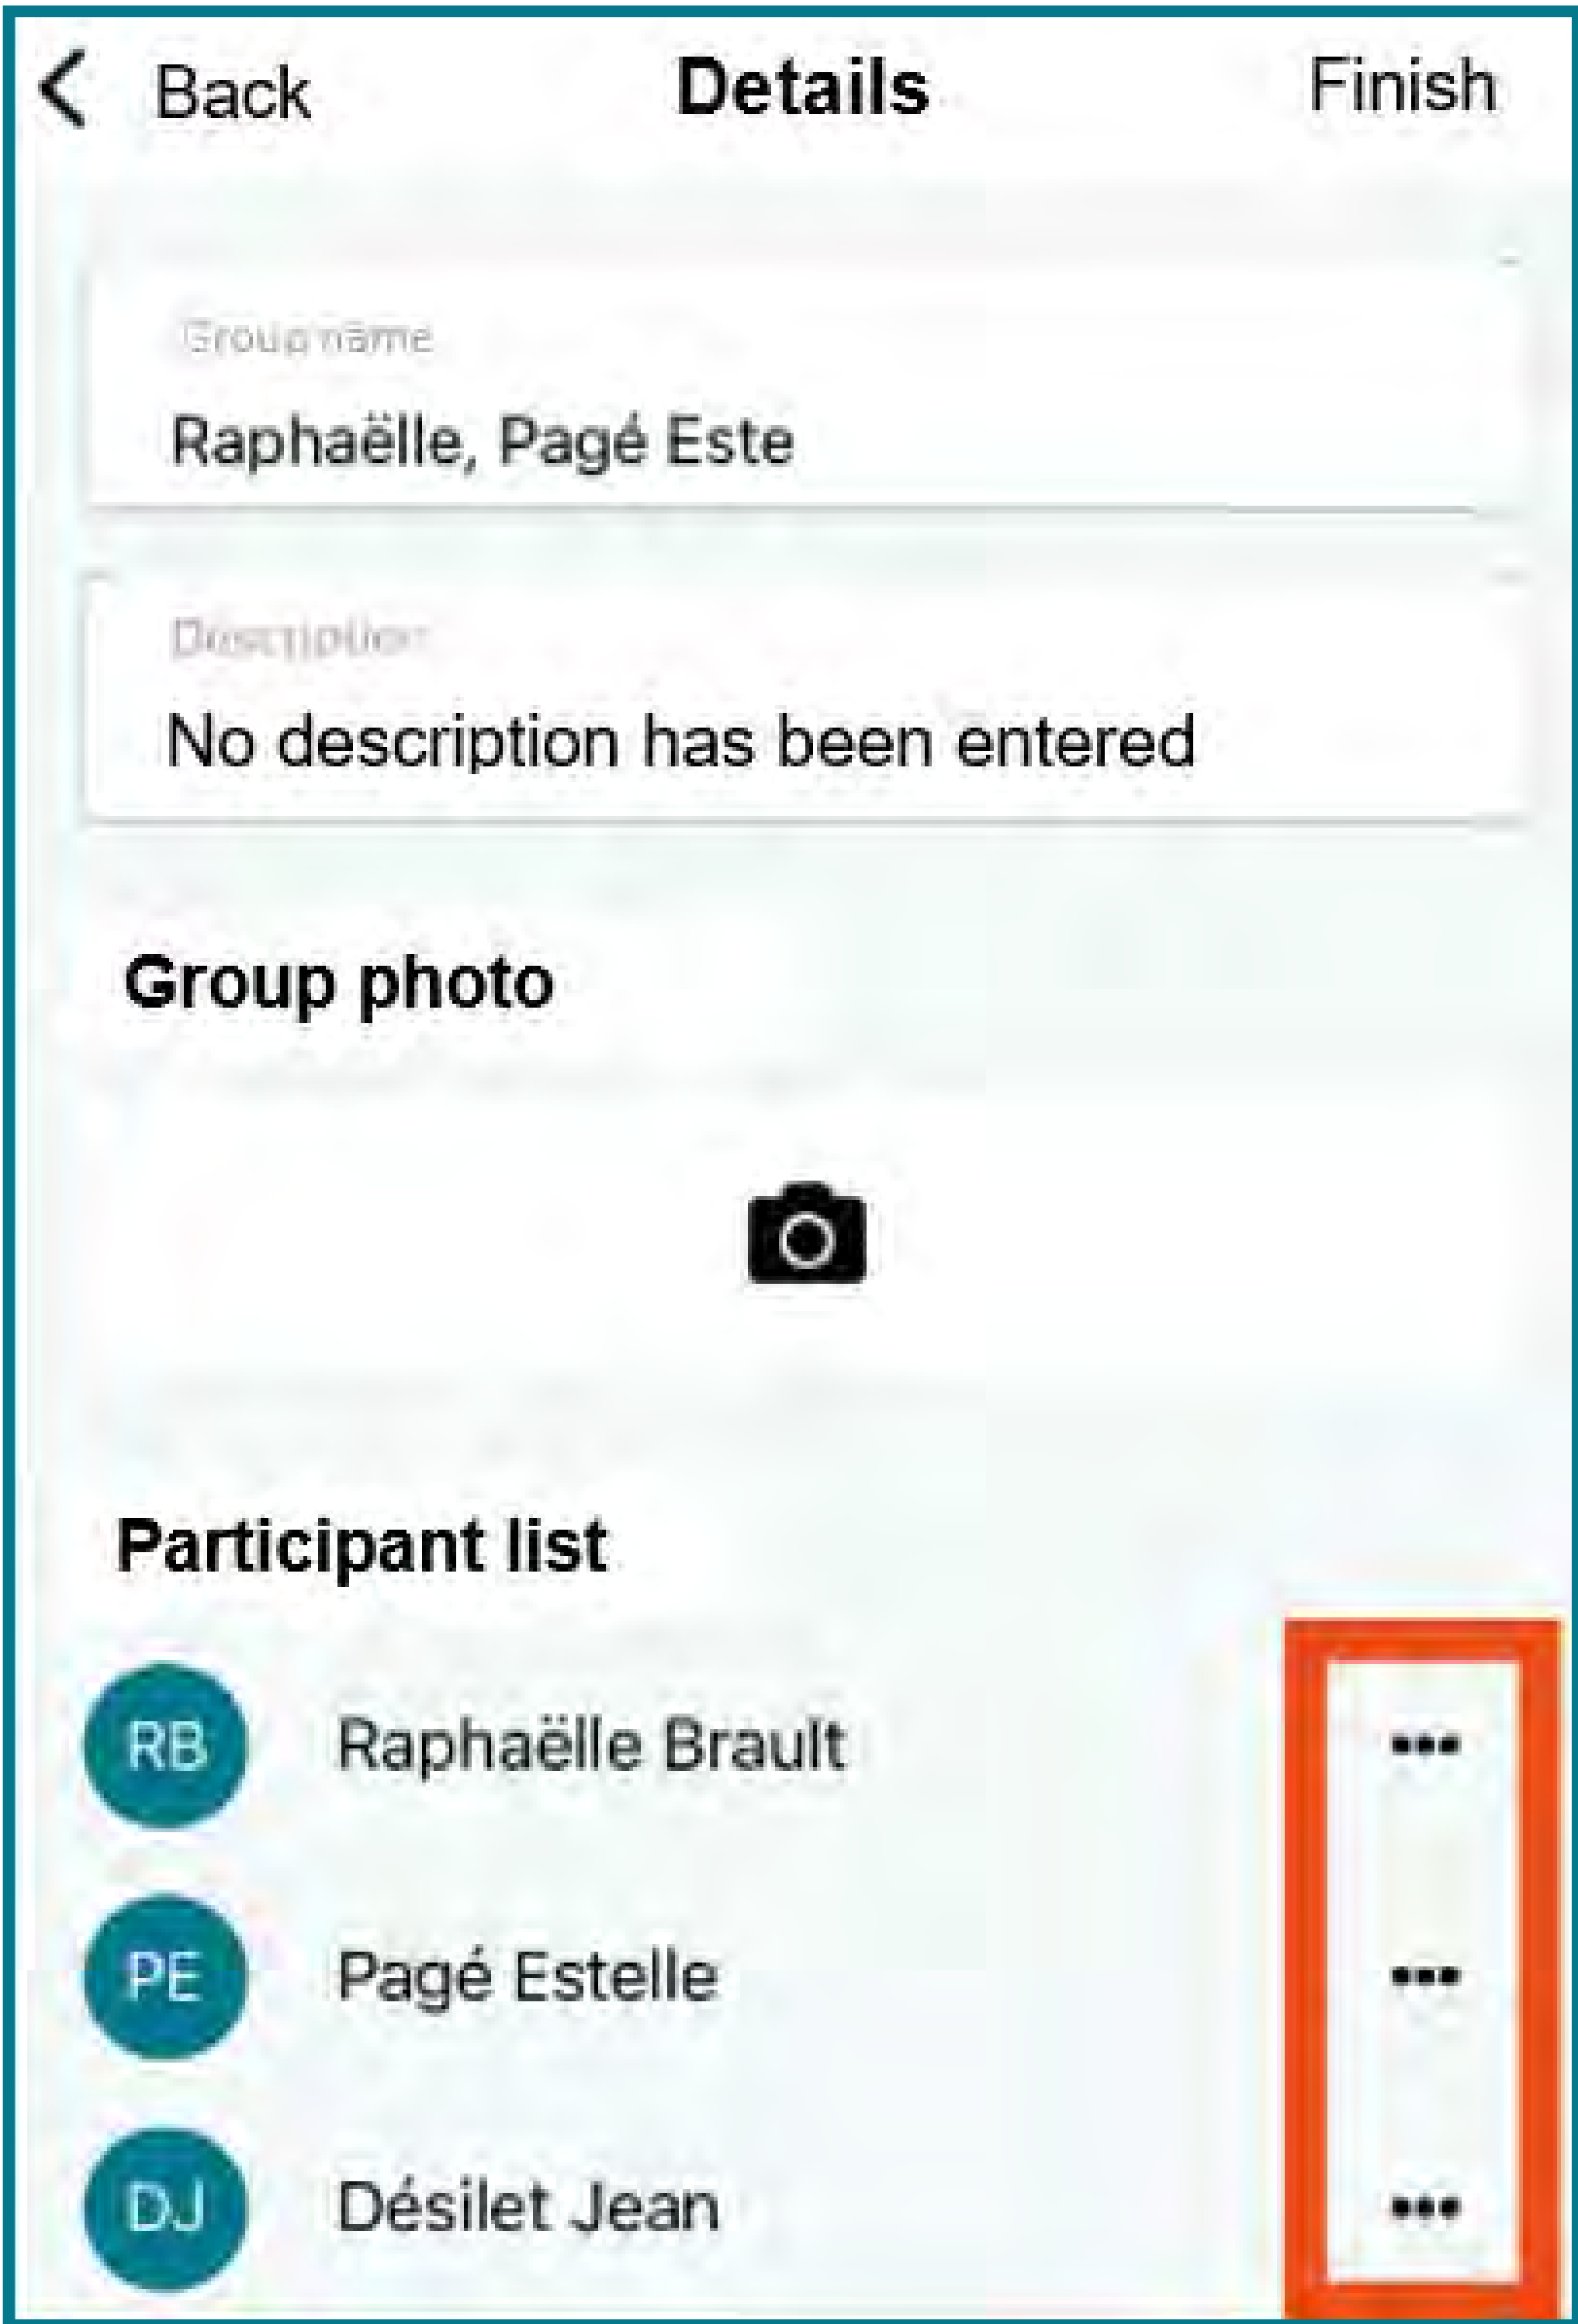 Back Details Finish
Group name
Raphaëlle, Pagé Este
Description
No description has been entered
Group photo
Participant list
RB Raphaëlle Brault
PE Pagé Estelle
DJ Désilet Jean